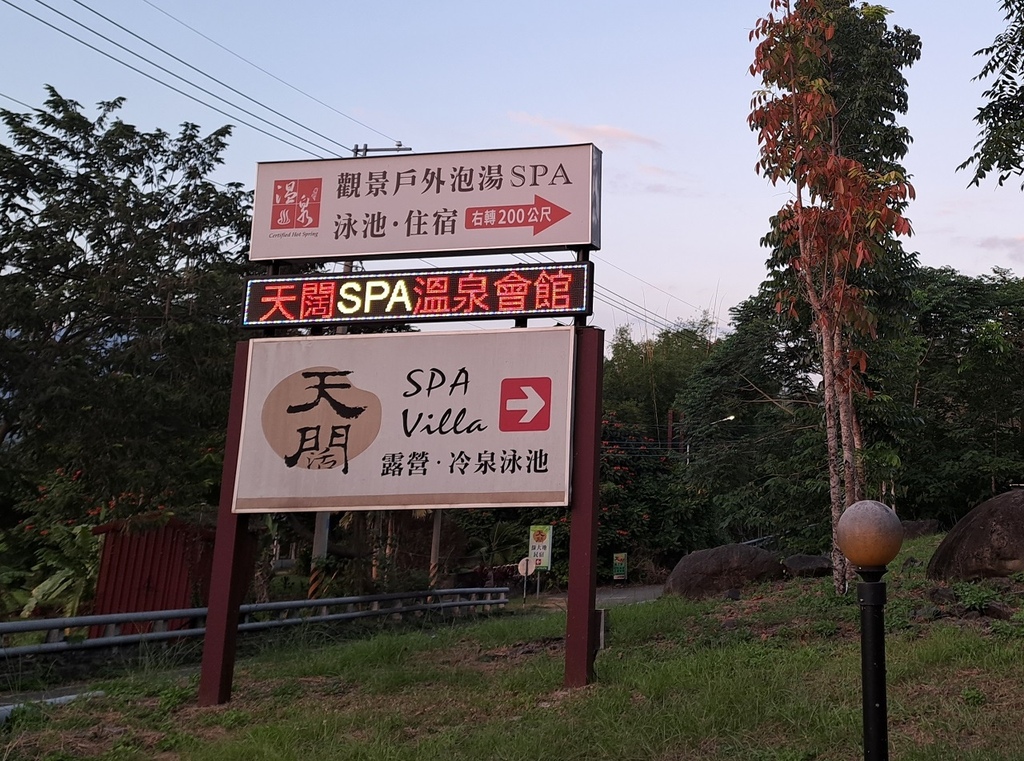 溫泉
Certified Hot Spring
觀景戶外泡湯SPA
泳池·住宿
右轉200公尺
天闊SPA溫泉會館
天闊
SPA
Villa
露營·冷泉泳池
民宿